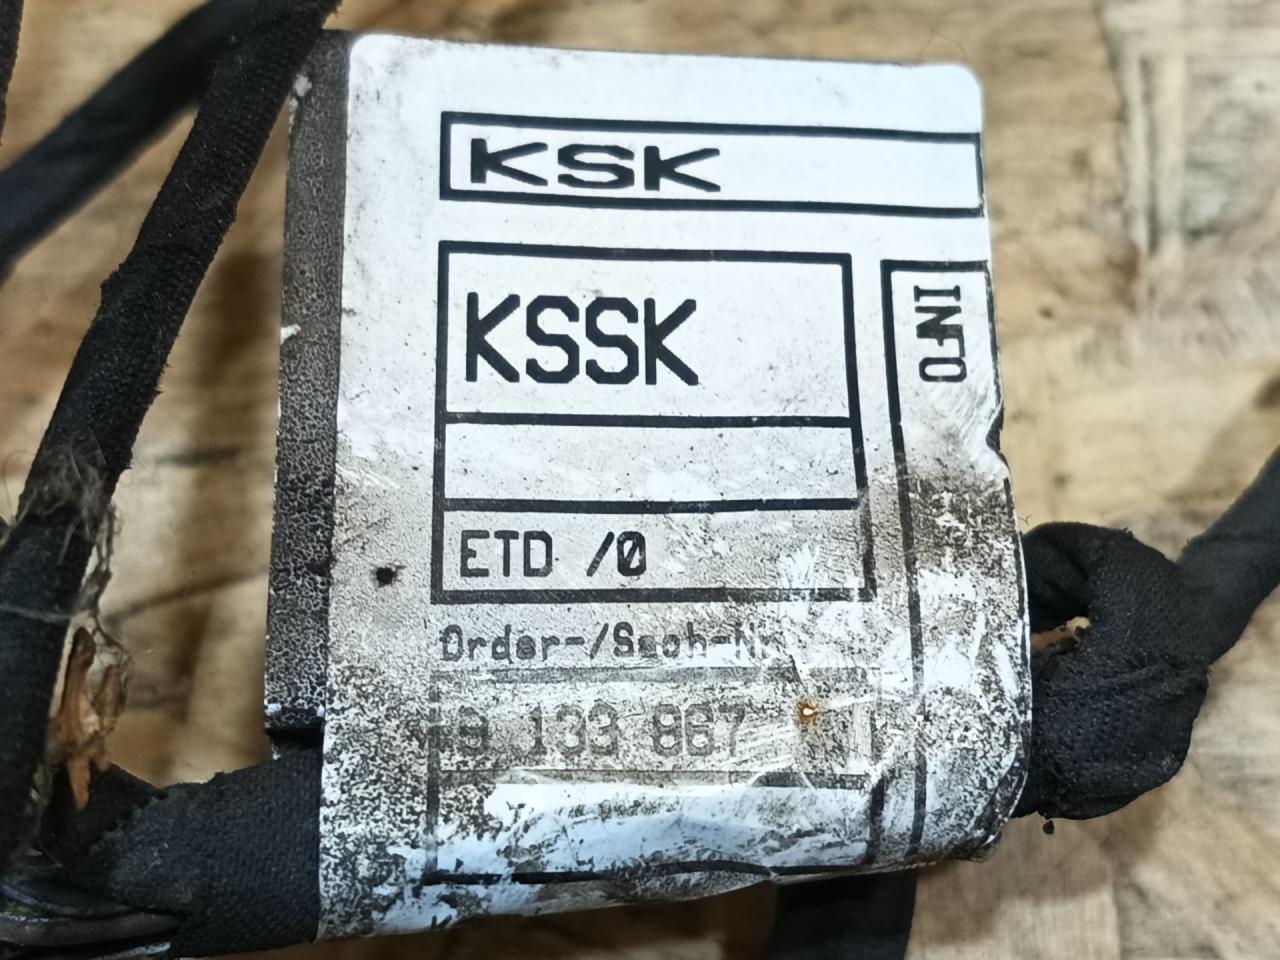 KSK
KSSK
INFO
ETD /0
Order-/Sach-Nr
133 867